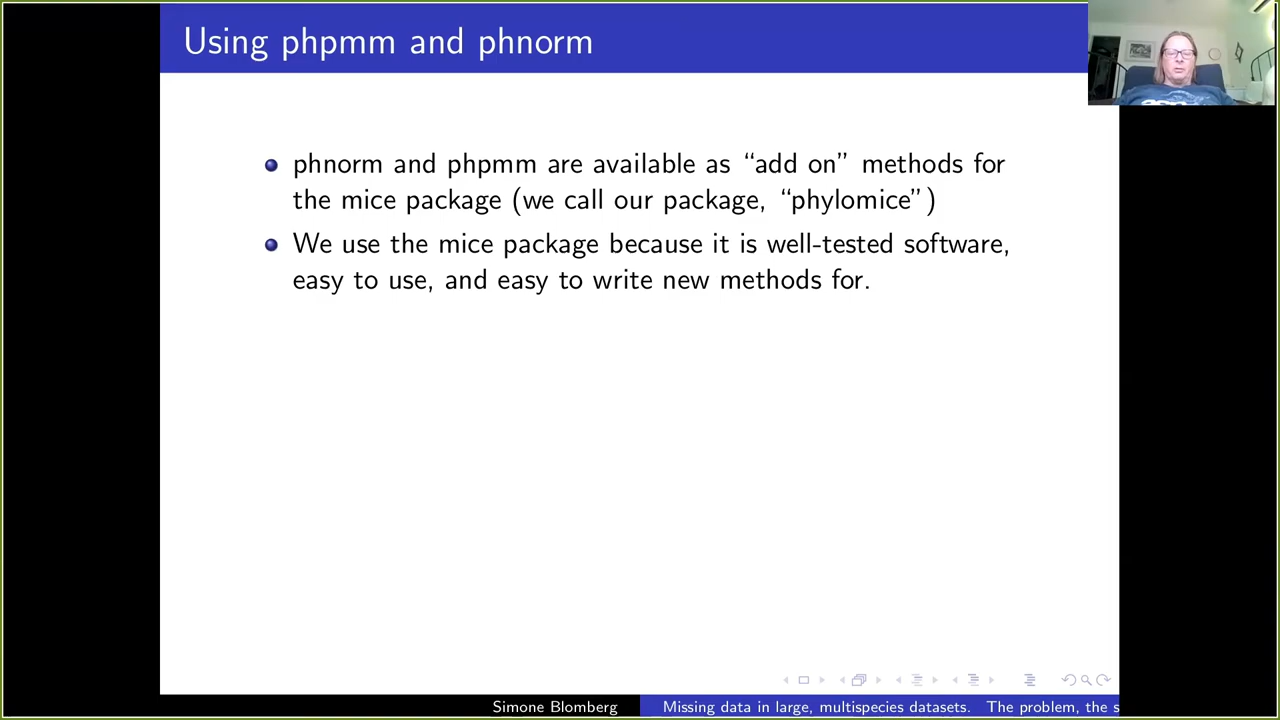 Using phpmm and phnorm
phnorm and phpmm are available as “add on” methods for
the mice package (we call our package, “phylomice”)
We use the mice package because it is well-tested software,
easy to use, and easy to write new methods for.
Simone Blomberg
Missing data in large, multispecies datasets. The problem, the s